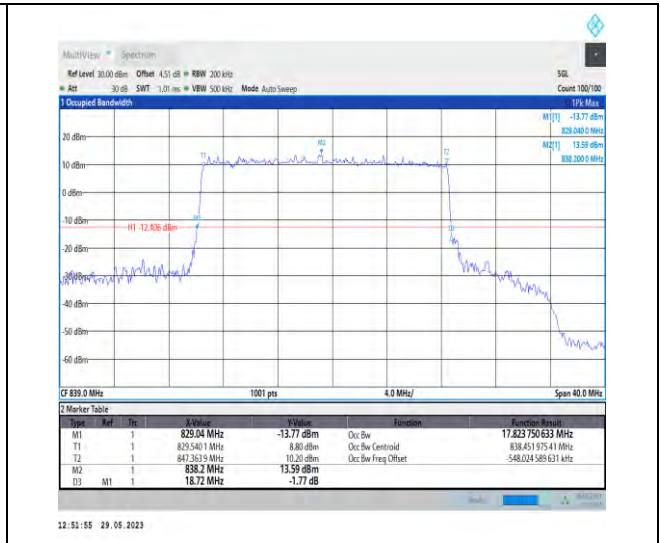 MultiView Spectrum
Ref Level 30.00 dBm Offset 4.51 dB RBW 200 kHz SGL
Att 30 dB SWT 1.01 ms VBW 500 kHz Mode Auto Sweep Count 100/100
1 Occupied Bandwidth 1Pk Max
M1[1] -13.77 dBm
829.040 0 MHz
M2[1] 13.59 dBm
838.200 0 MHz
20 dBm
10 dBm
0 dBm
-10 dBm
-20 dBm
-30 dBm
-40 dBm
-50 dBm
-60 dBm
T1
M2
T2
M1
D3
H1 -12.406 dBm
CF 839.0 MHz 1001 pts 4.0 MHz/ Span 40.0 MHz
2 Marker Table
Type Ref Trc X-Value Y-Value Function Function Result
M1 1 829.04 MHz -13.77 dBm Occ Bw 17.823 750 633 MHz
T1 1 829.540 1 MHz 8.80 dBm Occ Bw Centroid 838.451 975 41 MHz
T2 1 847.363 9 MHz 10.20 dBm Occ Bw Freq Offset -548.024 589 631 kHz
M2 1 838.2 MHz 13.59 dBm
D3 M1 1 18.72 MHz -1.77 dB
12:51:55 29.05.2023